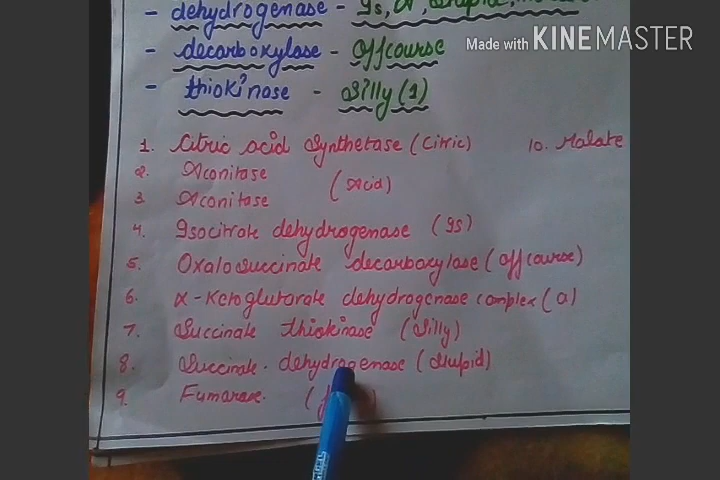 - dehydrogenase - Is, A, stupid,
Made with KINEMASTER
- decarboxylase - offcourse
- thiokinase - silly (1)
1. Citric acid synthetase (Citric) 10. Malate
2. Aconitase
(Acid)
3 Aconitase
4. Isocitrate dehydrogenase (Is)
5. Oxalosuccinate decarboxylase (offcourse)
6. α-Ketoglutarate dehydrogenase complex (a)
7. Succinate thiokinase (silly)
8. Succinate dehydrogenase (stupid)
9. Fumarase (f )